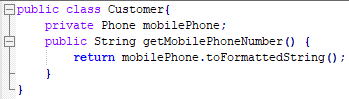 public class Customer{
    private Phone mobilePhone;
    public String getMobilePhoneNumber() {
        return mobilePhone.toFormattedString();
    }
}